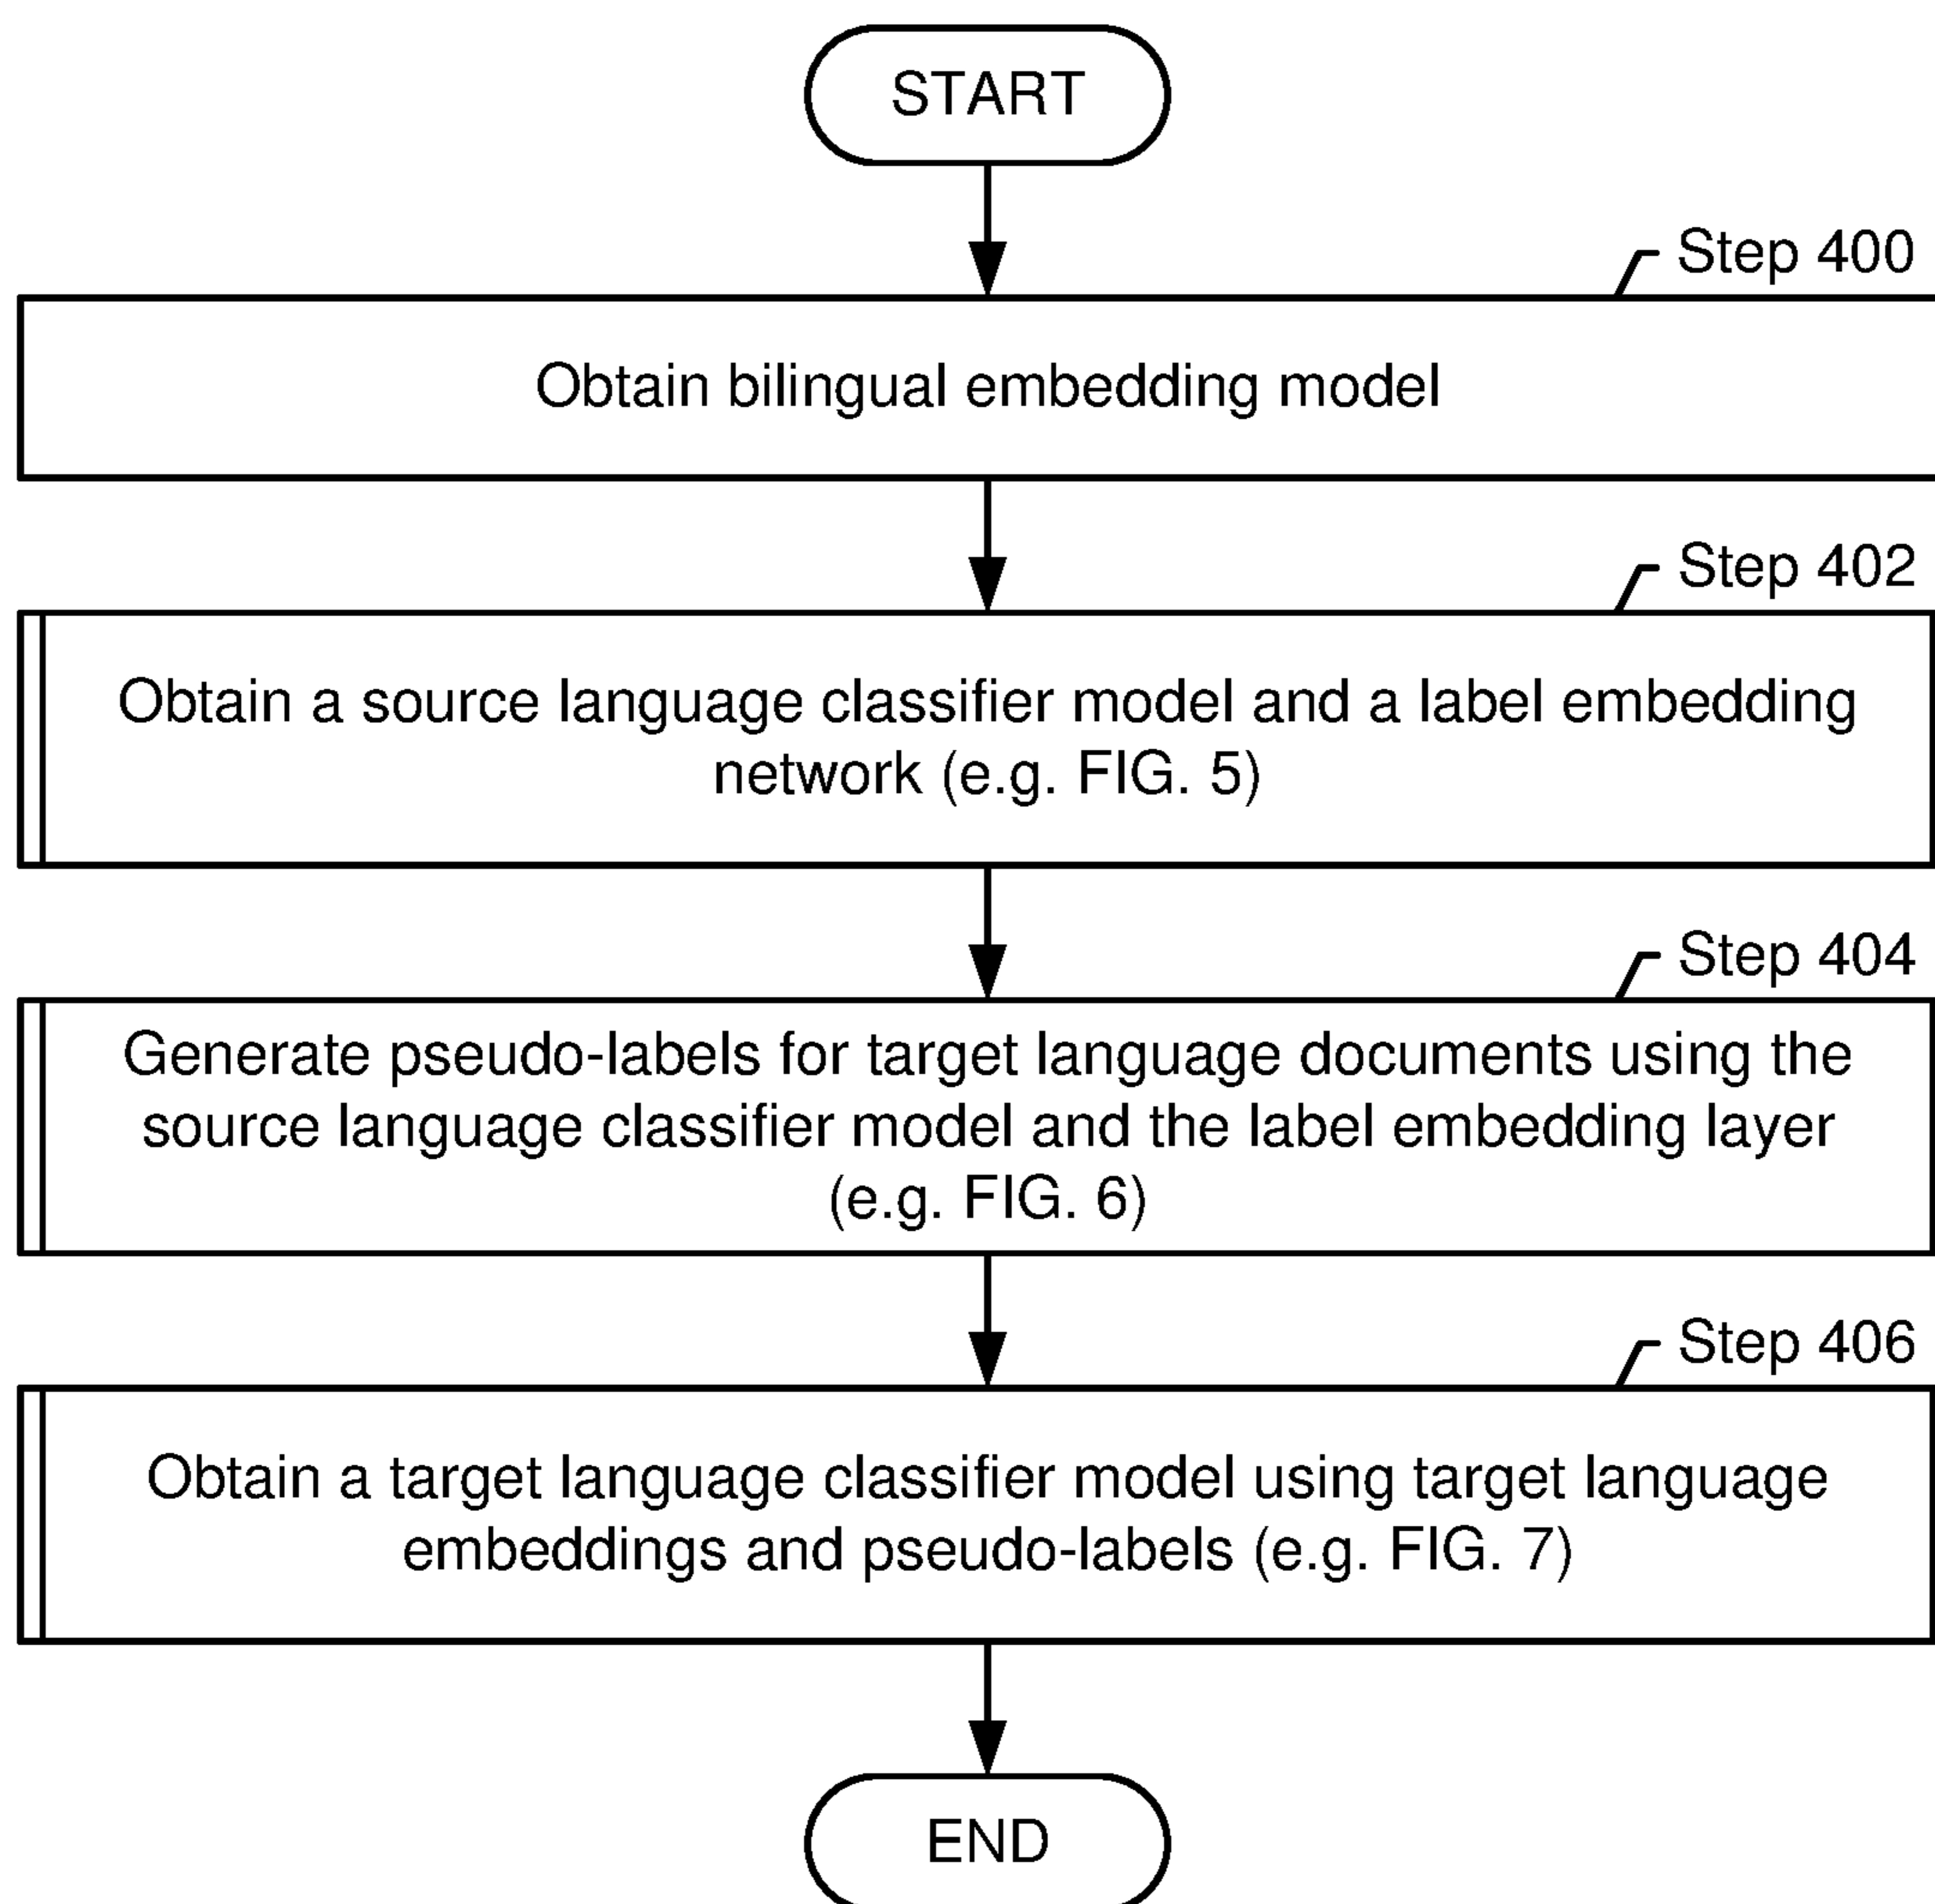 START
Step 400
Obtain bilingual embedding model
Step 402
Obtain a source language classifier model and a label embedding
network (e.g. FIG. 5)
Step 404
Generate pseudo-labels for target language documents using the
source language classifier model and the label embedding layer
(e.g. FIG. 6)
Step 406
Obtain a target language classifier model using target language
embeddings and pseudo-labels (e.g. FIG. 7)
END